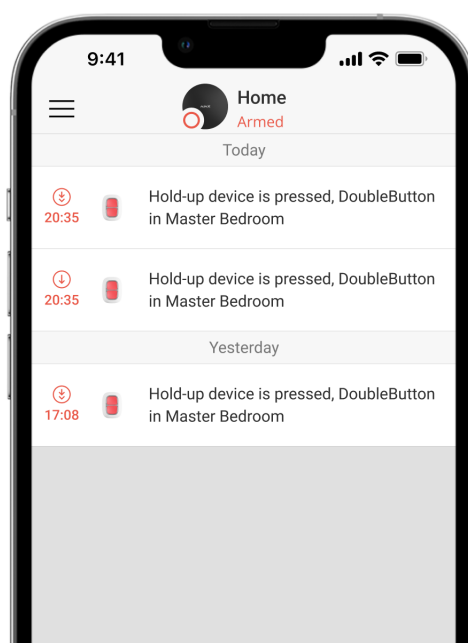 9:41
Home
Armed
Today
20:35
Hold-up device is pressed, DoubleButton
in Master Bedroom
20:35
Hold-up device is pressed, DoubleButton
in Master Bedroom
Yesterday
17:08
Hold-up device is pressed, DoubleButton
in Master Bedroom